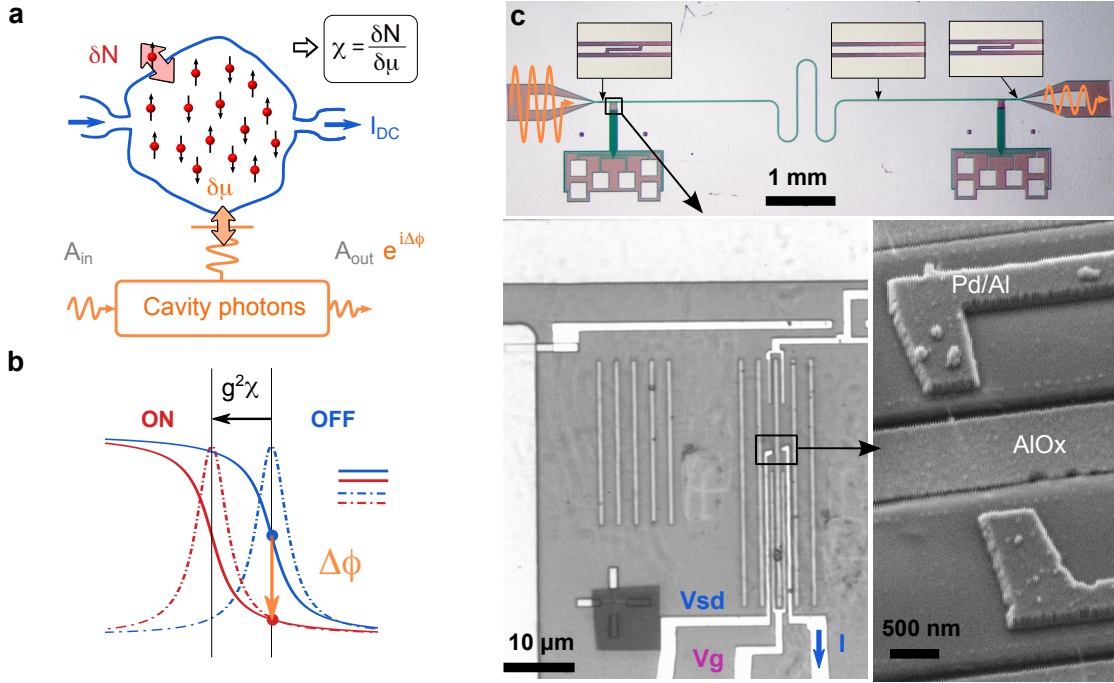 a
δN
⇨ χ = δN/δμ
I_DC
δμ
A_in
A_out e^{iΔϕ}
Cavity photons
b
g²χ
ON
OFF
Δϕ
c
1 mm
Vsd
Vg
I
10 µm
Pd/Al
AlOx
500 nm